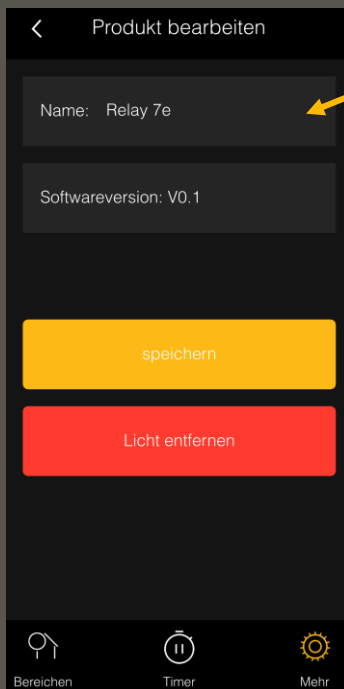 Produkt bearbeiten
Name: Relay 7e
Softwareversion: V0.1
speichern
Licht entfernen
Bereichen Timer Mehr